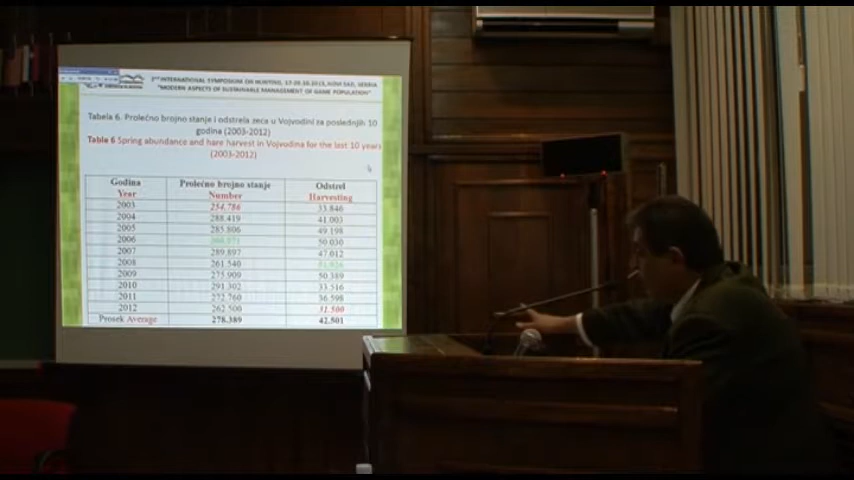 2ND INTERNATIONAL SYMPOSIUM ON HUNTING, 17-20.10.2013, NOVI SAD, SERBIA
"MODERN ASPECTS OF SUSTAINABLE MANAGEMENT OF GAME POPULATION"
Tabela 6. Prolećno brojno stanje i odstrela zeca u Vojvodini za poslednjih 10
godina (2003-2012)
Table 6 Spring abundance and hare harvest in Vojvodina for the last 10 years
(2003-2012)
Godina Prolećno brojno stanje Odstrel
Year Number Harvesting
2003 254.786 33.846
2004 288.419 41.003
2005 285.806 49.198
2006 50.030
2007 289.897 47.012
2008 261.540
2009 275.909 50.389
2010 291.302 33.516
2011 272.760 36.598
2012 262.500 31.500
Prosek Average 278.389 42.501